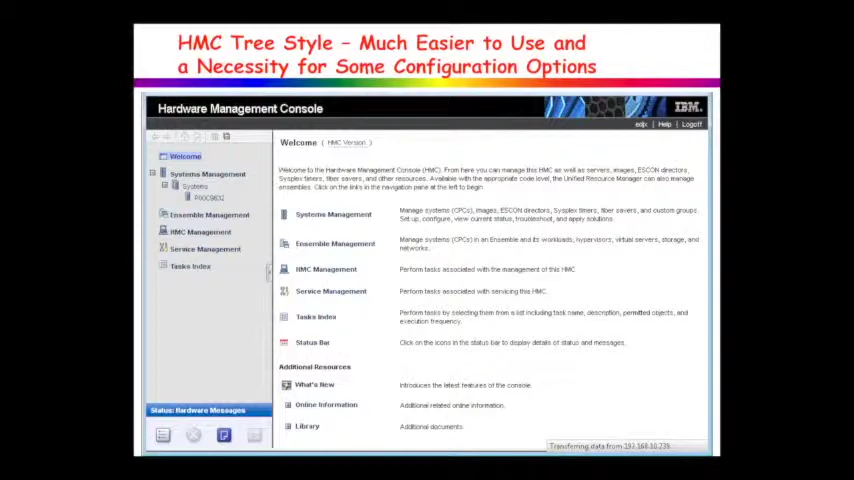 HMC Tree Style – Much Easier to Use and
a Necessity for Some Configuration Options
Hardware Management Console
IBM.
| Help | Logoff
Welcome
Systems Management
Systems
Ensemble Management
HMC Management
Service Management
Tasks Index
Status: Hardware Messages
Welcome ( HMC Version )
Welcome to the Hardware Management Console (HMC). From here you can manage this HMC as well as servers, images, ESCON directors,
Sysplex timers, fiber savers, and other resources. Available with the appropriate code level, the Unified Resource Manager can also manage
ensembles. Click on the links in the navigation pane at the left to begin
Systems Management
Manage systems (CPCs), images, ESCON directors, Sysplex timers, fiber savers, and custom groups.
Set up, configure, view current status, troubleshoot, and apply solutions.
Ensemble Management
Manage systems (CPCs) in an Ensemble and its workloads, hypervisors, virtual servers, storage, and
networks.
HMC Management
Perform tasks associated with the management of this HMC
Service Management
Perform tasks associated with servicing this HMC.
Tasks Index
Perform tasks by selecting them from a list including task name, description, permitted objects, and
execution frequency.
Status Bar
Click on the icons in the status bar to display details of status and messages.
Additional Resources
What's New
Introduces the latest features of the console.
Online Information
Additional related online information.
Library
Additional documents.
Transferring data from 192.168.10.239